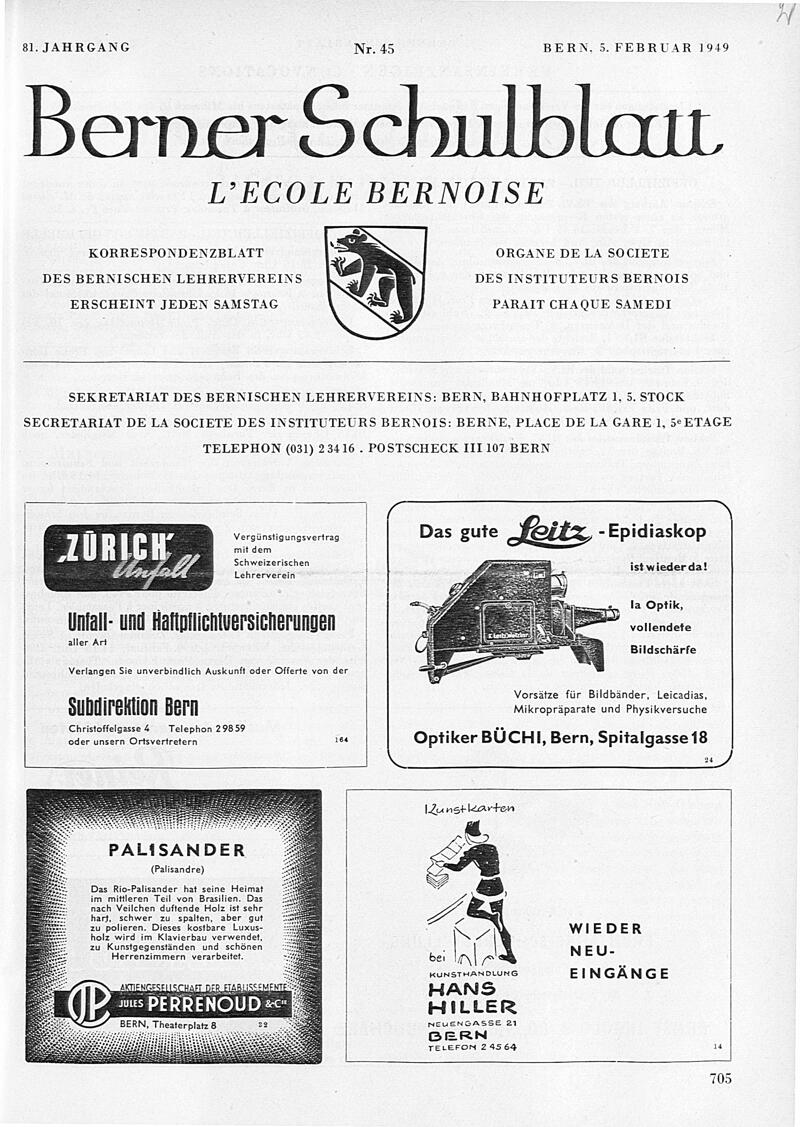 81. JAHRGANG
Nr. 45
BERN, 5. FEBRUAR 1949
Berner Schulblatt
L'ECOLE BERNOISE
KORRESPONDENZBLATT
DES BERNISCHEN LEHRERVEREINS
ERSCHEINT JEDEN SAMSTAG
ORGANE DE LA SOCIETE
DES INSTITUTEURS BERNOIS
PARAIT CHAQUE SAMEDI
SEKRETARIAT DES BERNISCHEN LEHRERVEREINS: BERN, BAHNHOFPLATZ 1, 5. STOCK
SECRETARIAT DE LA SOCIETE DES INSTITUTEURS BERNOIS: BERNE, PLACE DE LA GARE 1, 5e ETAGE
TELEPHON (031) 2 34 16 . POSTSCHECK III 107 BERN
„ZÜRICH“
Unfall
Vergünstigungsvertrag
mit dem
Schweizerischen
Lehrerverein
Unfall- und Haftpflichtversicherungen
aller Art
Verlangen Sie unverbindlich Auskunft oder Offerte von der
Subdirektion Bern
Christoffelgasse 4 Telephon 2 98 59
oder unsern Ortsvertretern
164
Das gute Leitz-Epidiaskop
ist wieder da!
Ia Optik,
vollendete
Bildschärfe
E. Leitz Wetzlar
Vorsätze für Bildbänder, Leicadias,
Mikropräparate und Physikversuche
Optiker BÜCHI, Bern, Spitalgasse 18
24
PALISANDER
(Palisandre)
Das Rio-Palisander hat seine Heimat
im mittleren Teil von Brasilien. Das
nach Veilchen duftende Holz ist sehr
hart, schwer zu spalten, aber gut
zu polieren. Dieses kostbare Luxus-
holz wird im Klavierbau verwendet,
zu Kunstgegenständen und schönen
Herrenzimmern verarbeitet.
JP
AKTIENGESELLSCHAFT DER ETABLISSEMENTE
JULES PERRENOUD & Cie
BERN, Theaterplatz 8
22
Kunstkarten
bei
KUNSTHANDLUNG
HANS
HILLER
NEUENGASSE 21
BERN
TELEFON 2 45 64
WIEDER
NEU-
EINGÄNGE
14
705